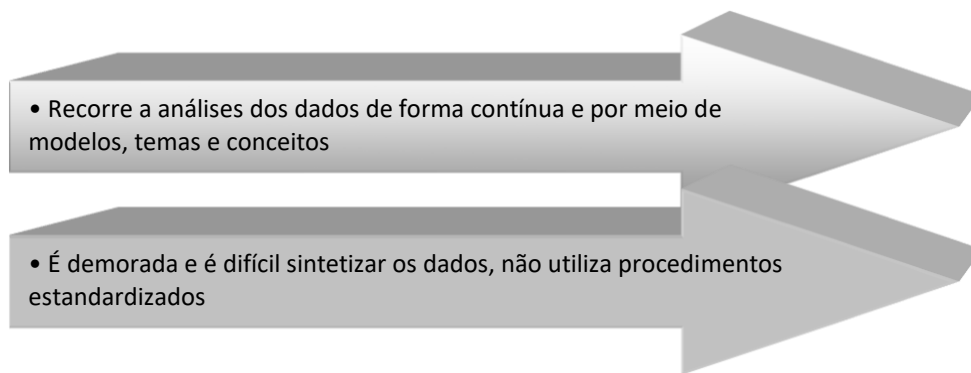 • Recorre a análises dos dados de forma contínua e por meio de
modelos, temas e conceitos
• É demorada e é difícil sintetizar os dados, não utiliza procedimentos
estandardizados